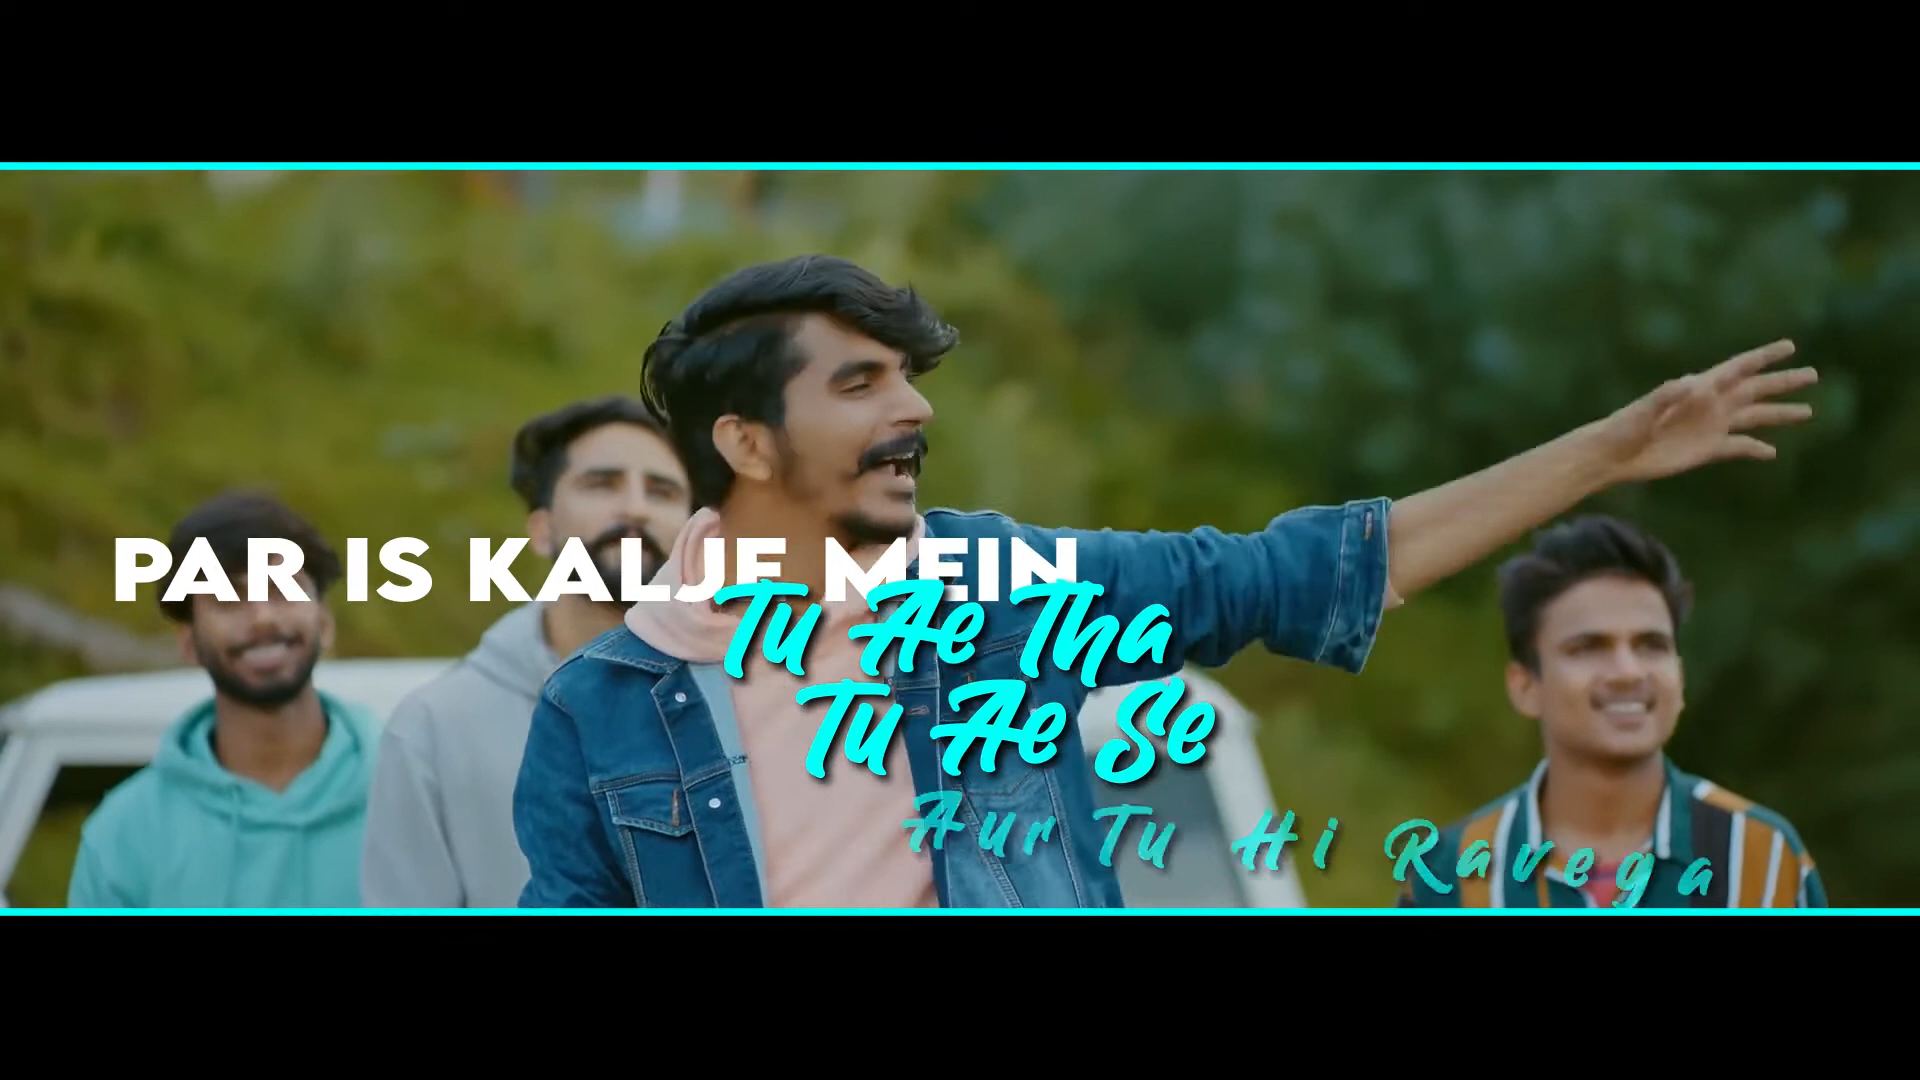 PAR IS KALJE MEIN
Tu Ae Tha
Tu Ae Se
Aur Tu Hi Ravega